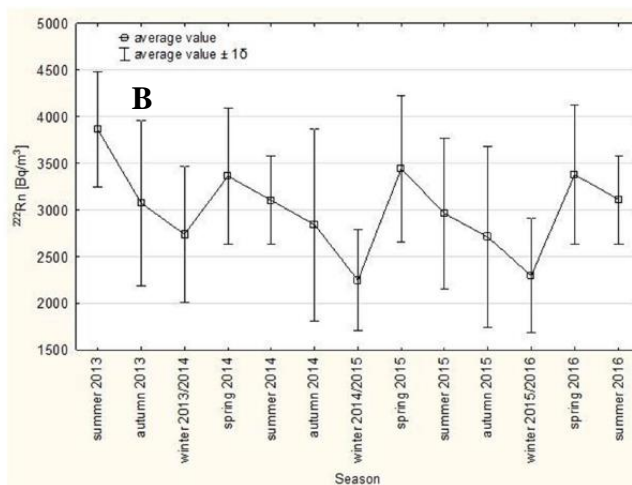 5000
4500
4000
3500
3000
2500
2000
1500
²²²Rn [Bq/m³]
average value
average value ± 1δ
B
summer 2013
autumn 2013
winter 2013/2014
spring 2014
summer 2014
autumn 2014
winter 2014/2015
spring 2015
summer 2015
autumn 2015
winter 2015/2016
spring 2016
summer 2016
Season